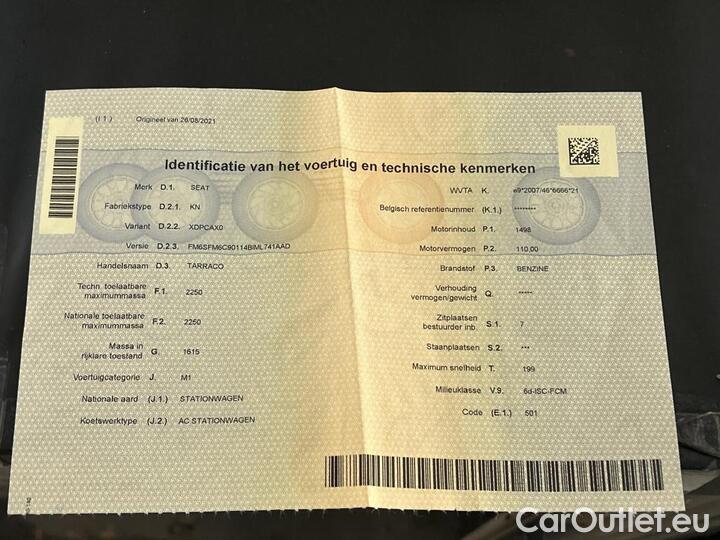 (I 1.) Origineel van 26/08/2021
Identificatie van het voertuig en technische kenmerken
Merk D.1. SEAT
Fabriekstype D.2.1. KN
Variant D.2.2. XDPCAX0
Versie D.2.3. FM6SFM6C90114BIML741AAD
Handelsnaam D.3. TARRACO
Techn. toelaatbare
maximummassa F.1. 2250
Nationale toelaatbare
maximummassa F.2. 2250
Massa in
rijklare toestand G. 1615
Voertuigcategorie J. M1
Nationale aard (J.1.) STATIONWAGEN
Koetswerktype (J.2.) AC STATIONWAGEN
WVTA K. e9*2007/46*6666*21
Belgisch referentienummer (K.1.) ********
Motorinhoud P.1. 1498
Motorvermogen P.2. 110,00
Brandstof P.3. BENZINE
Verhouding
vermogen/gewicht Q. *****
Zitplaatsen
bestuurder inb. S.1. 7
Staanplaatsen S.2. ***
Maximum snelheid T. 199
Milieuklasse V.9. 6d-ISC-FCM
Code (E.1.) 501
CarOutlet.eu